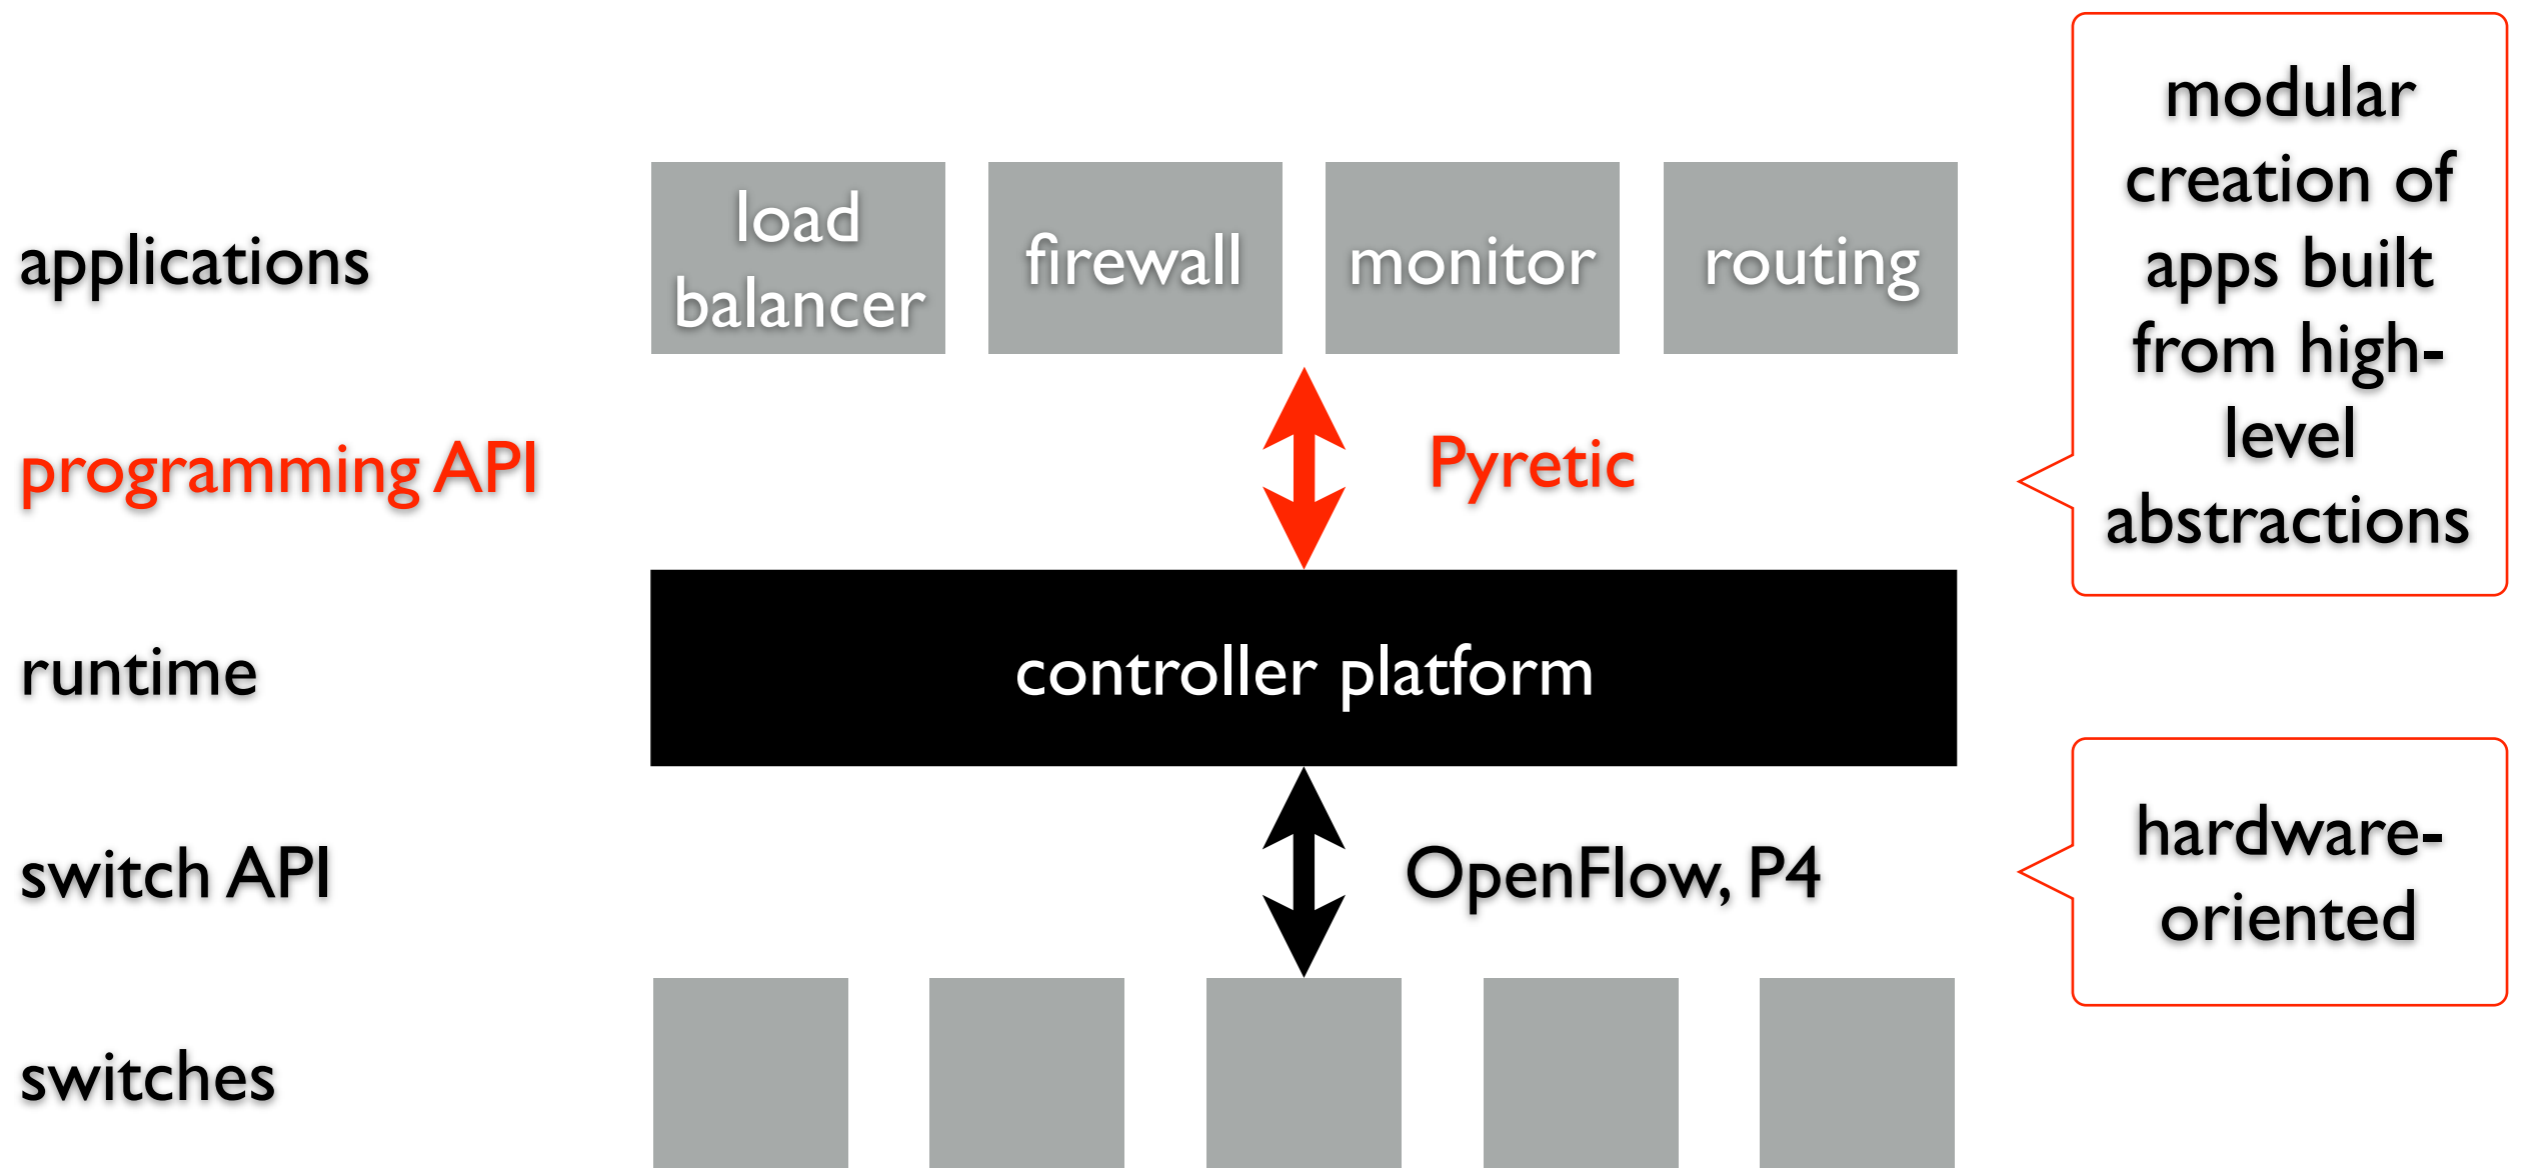 applications
load
balancer
firewall
monitor
routing
modular
creation of
apps built
from high-
level
abstractions
programming API
Pyretic
runtime
controller platform
switch API
OpenFlow, P4
hardware-
oriented
switches